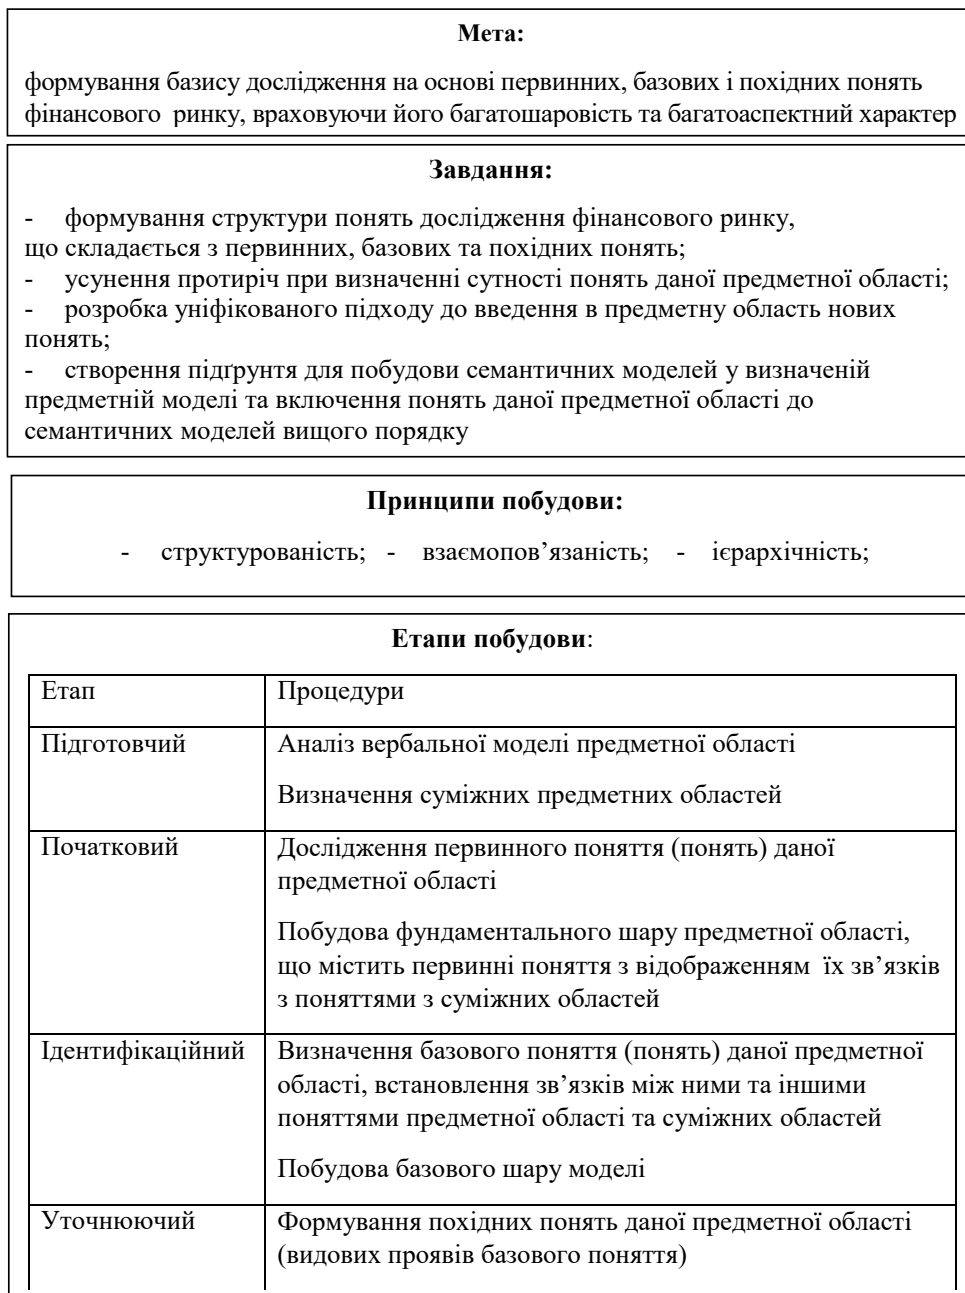 Мета:
формування базису дослідження на основі первинних, базових і похідних понять
фінансового ринку, враховуючи його багатошаровість та багатоаспектний характер
Завдання:
- формування структури понять дослідження фінансового ринку,
що складається з первинних, базових та похідних понять;
- усунення протиріч при визначенні сутності понять даної предметної області;
- розробка уніфікованого підходу до введення в предметну область нових
понять;
- створення підґрунтя для побудови семантичних моделей у визначеній
предметній моделі та включення понять даної предметної області до
семантичних моделей вищого порядку
Принципи побудови:
- структурованість; - взаємопов’язаність; - ієрархічність;
Етапи побудови:
Етап Процедури
Підготовчий Аналіз вербальної моделі предметної області
Визначення суміжних предметних областей
Початковий Дослідження первинного поняття (понять) даної
предметної області
Побудова фундаментального шару предметної області,
що містить первинні поняття з відображенням їх зв’язків
з поняттями з суміжних областей
Ідентифікаційний Визначення базового поняття (понять) даної предметної
області, встановлення зв’язків між ними та іншими
поняттями предметної області та суміжних областей
Побудова базового шару моделі
Уточнюючий Формування похідних понять даної предметної області
(видових проявів базового поняття)